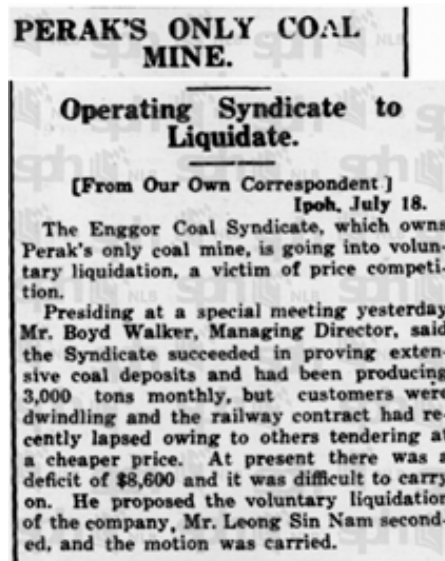 PERAK'S ONLY COAL
MINE.
Operating Syndicate to
Liquidate.
[From Our Own Correspondent]
Ipoh, July 18.
The Enggor Coal Syndicate, which owns
Perak's only coal mine, is going into volun-
tary liquidation, a victim of price competi-
tion.
Presiding at a special meeting yesterday
Mr. Boyd Walker, Managing Director, said
the Syndicate succeeded in proving exten-
sive coal deposits and had been producing
3,000 tons monthly, but customers were
dwindling and the railway contract had re-
cently lapsed owing to others tendering at
a cheaper price. At present there was a
deficit of $8,600 and it was difficult to carry
on. He proposed the voluntary liquidation
of the company, Mr. Leong Sin Nam second-
ed, and the motion was carried.